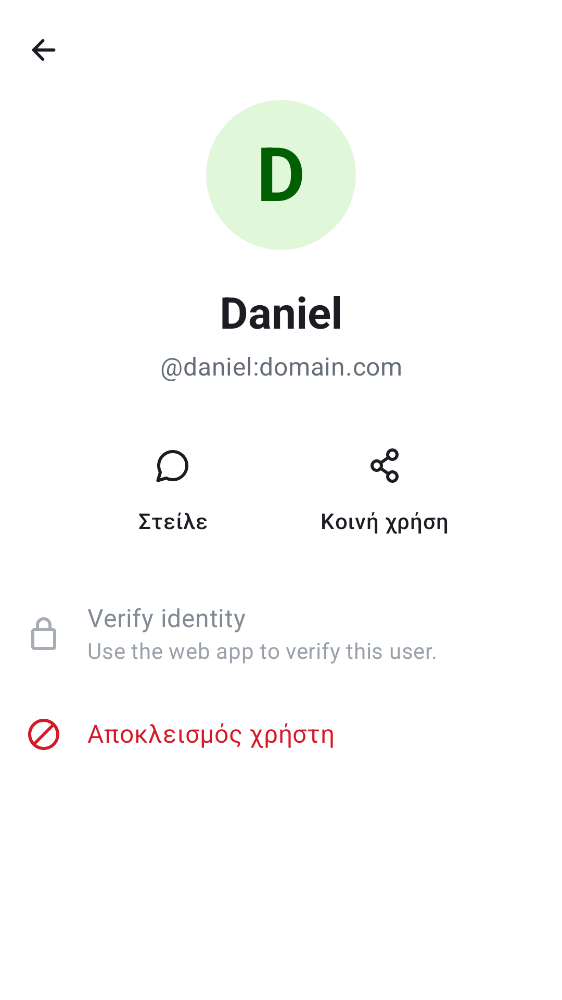 D
Daniel
@daniel:domain.com
Στείλε
Κοινή χρήση
Verify identity
Use the web app to verify this user.
Αποκλεισμός χρήστη